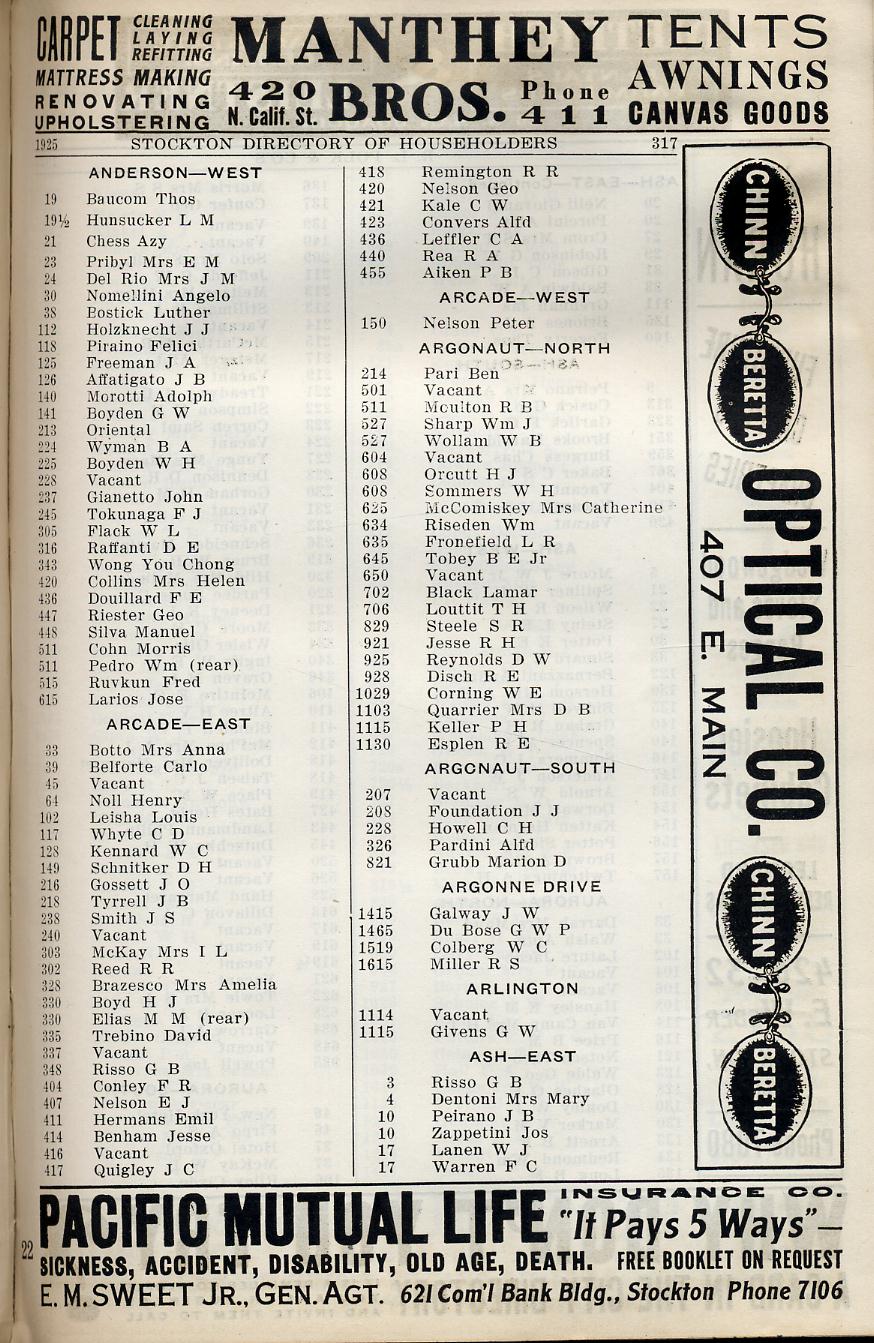 CARPET CLEANING LAYING REFITTING
MATTRESS MAKING
RENOVATING
UPHOLSTERING
MANTHEY
420 N. Calif. St. BROS. Phone 411
TENTS
AWNINGS
CANVAS GOODS
1925 STOCKTON DIRECTORY OF HOUSEHOLDERS 317
ANDERSON—WEST
19 Baucom Thos
19½ Hunsucker L M
21 Chess Azy
23 Pribyl Mrs E M
24 Del Rio Mrs J M
30 Nomellini Angelo
38 Bostick Luther
112 Holzknecht J J
118 Piraino Felici
125 Freeman J A
126 Affatigato J B
140 Morotti Adolph
141 Boyden G W
213 Oriental
224 Wyman B A
225 Boyden W H
228 Vacant
237 Gianetto John
245 Tokunaga F J
305 Flack W L
316 Raffanti D E
343 Wong You Chong
420 Collins Mrs Helen
436 Douillard F E
447 Riester Geo
448 Silva Manuel
511 Cohn Morris
511 Pedro Wm (rear)
515 Ruvkun Fred
615 Larios Jose
ARCADE—EAST
33 Botto Mrs Anna
39 Belforte Carlo
45 Vacant
64 Noll Henry
102 Leisha Louis
117 Whyte C D
128 Kennard W C
149 Schnitker D H
216 Gossett J O
218 Tyrrell J B
238 Smith J S
240 Vacant
303 McKay Mrs I L
302 Reed R R
328 Brazesco Mrs Amelia
330 Boyd H J
330 Elias M M (rear)
335 Trebino David
337 Vacant
348 Risso G B
404 Conley F R
407 Nelson E J
411 Hermans Emil
414 Benham Jesse
416 Vacant
417 Quigley J C
418 Remington R R
420 Nelson Geo
421 Kale C W
423 Convers Alfd
436 Leffler C A
440 Rea R A
455 Aiken P B
ARCADE—WEST
150 Nelson Peter
ARGONAUT—NORTH
214 Pari Ben
501 Vacant
511 Moulton R B
527 Sharp Wm J
527 Wollam W B
604 Vacant
608 Orcutt H J
608 Sommers W H
625 McComiskey Mrs Catherine
634 Riseden Wm
635 Fronefield L R
645 Tobey B E Jr
650 Vacant
702 Black Lamar
706 Louttit T H
829 Steele S R
921 Jesse R H
925 Reynolds D W
928 Disch R E
1029 Corning W E
1103 Quarrier Mrs D B
1115 Keller P H
1130 Esplen R E
ARGONAUT—SOUTH
207 Vacant
208 Foundation J J
228 Howell C H
326 Pardini Alfd
821 Grubb Marion D
ARGONNE DRIVE
1415 Galway J W
1465 Du Bose G W P
1519 Colberg W C
1615 Miller R S
ARLINGTON
1114 Vacant
1115 Givens G W
ASH—EAST
3 Risso G B
4 Dentoni Mrs Mary
10 Peirano J B
10 Zappetini Jos
17 Lanen W J
17 Warren F C
CHINN BERETTA
OPTICAL CO.
407 E. MAIN
CHINN BERETTA
PACIFIC MUTUAL LIFE INSURANCE CO.
"It Pays 5 Ways"—
SICKNESS, ACCIDENT, DISABILITY, OLD AGE, DEATH. FREE BOOKLET ON REQUEST
E. M. SWEET JR., GEN. AGT. 621 Com'l Bank Bldg., Stockton Phone 7106
22